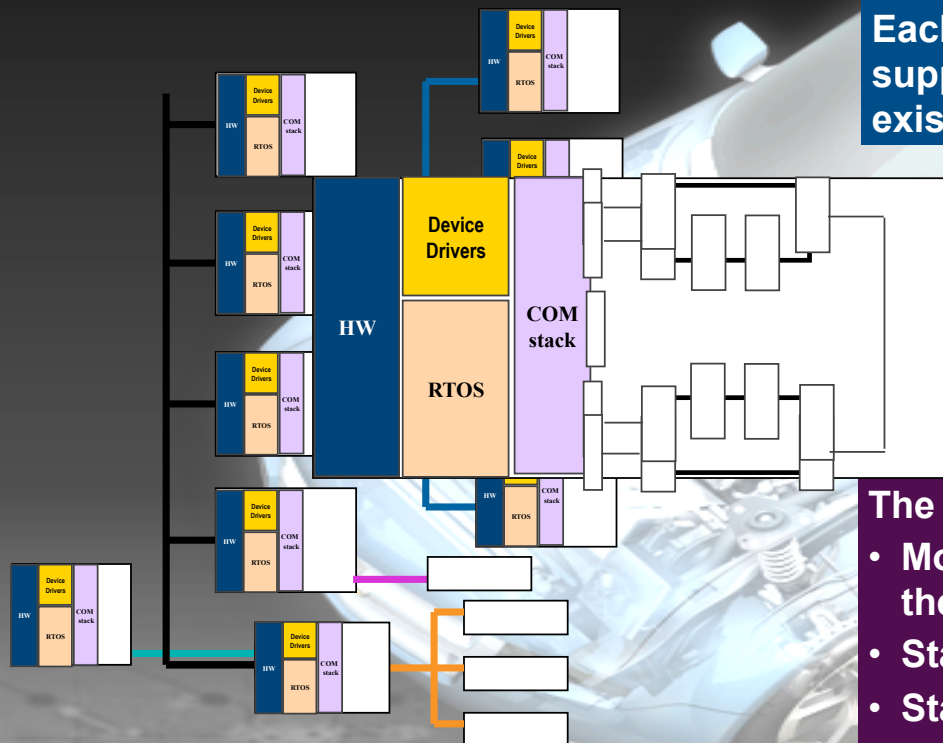 Device
Drivers
HW
RTOS
COM
stack
Each
supp
exis
Device
Drivers
HW
RTOS
COM
stack
Device
Drivers
Device
Drivers
HW
RTOS
COM
stack
Device
Drivers
HW
RTOS
COM
stack
Device
Drivers
HW
RTOS
COM
stack
HW
RTOS
COM
stack
The
• Mo
the
• Sta
• Sta
Device
Drivers
HW
RTOS
COM
stack
Device
Drivers
HW
RTOS
COM
stack
Device
Drivers
HW
RTOS
COM
stack